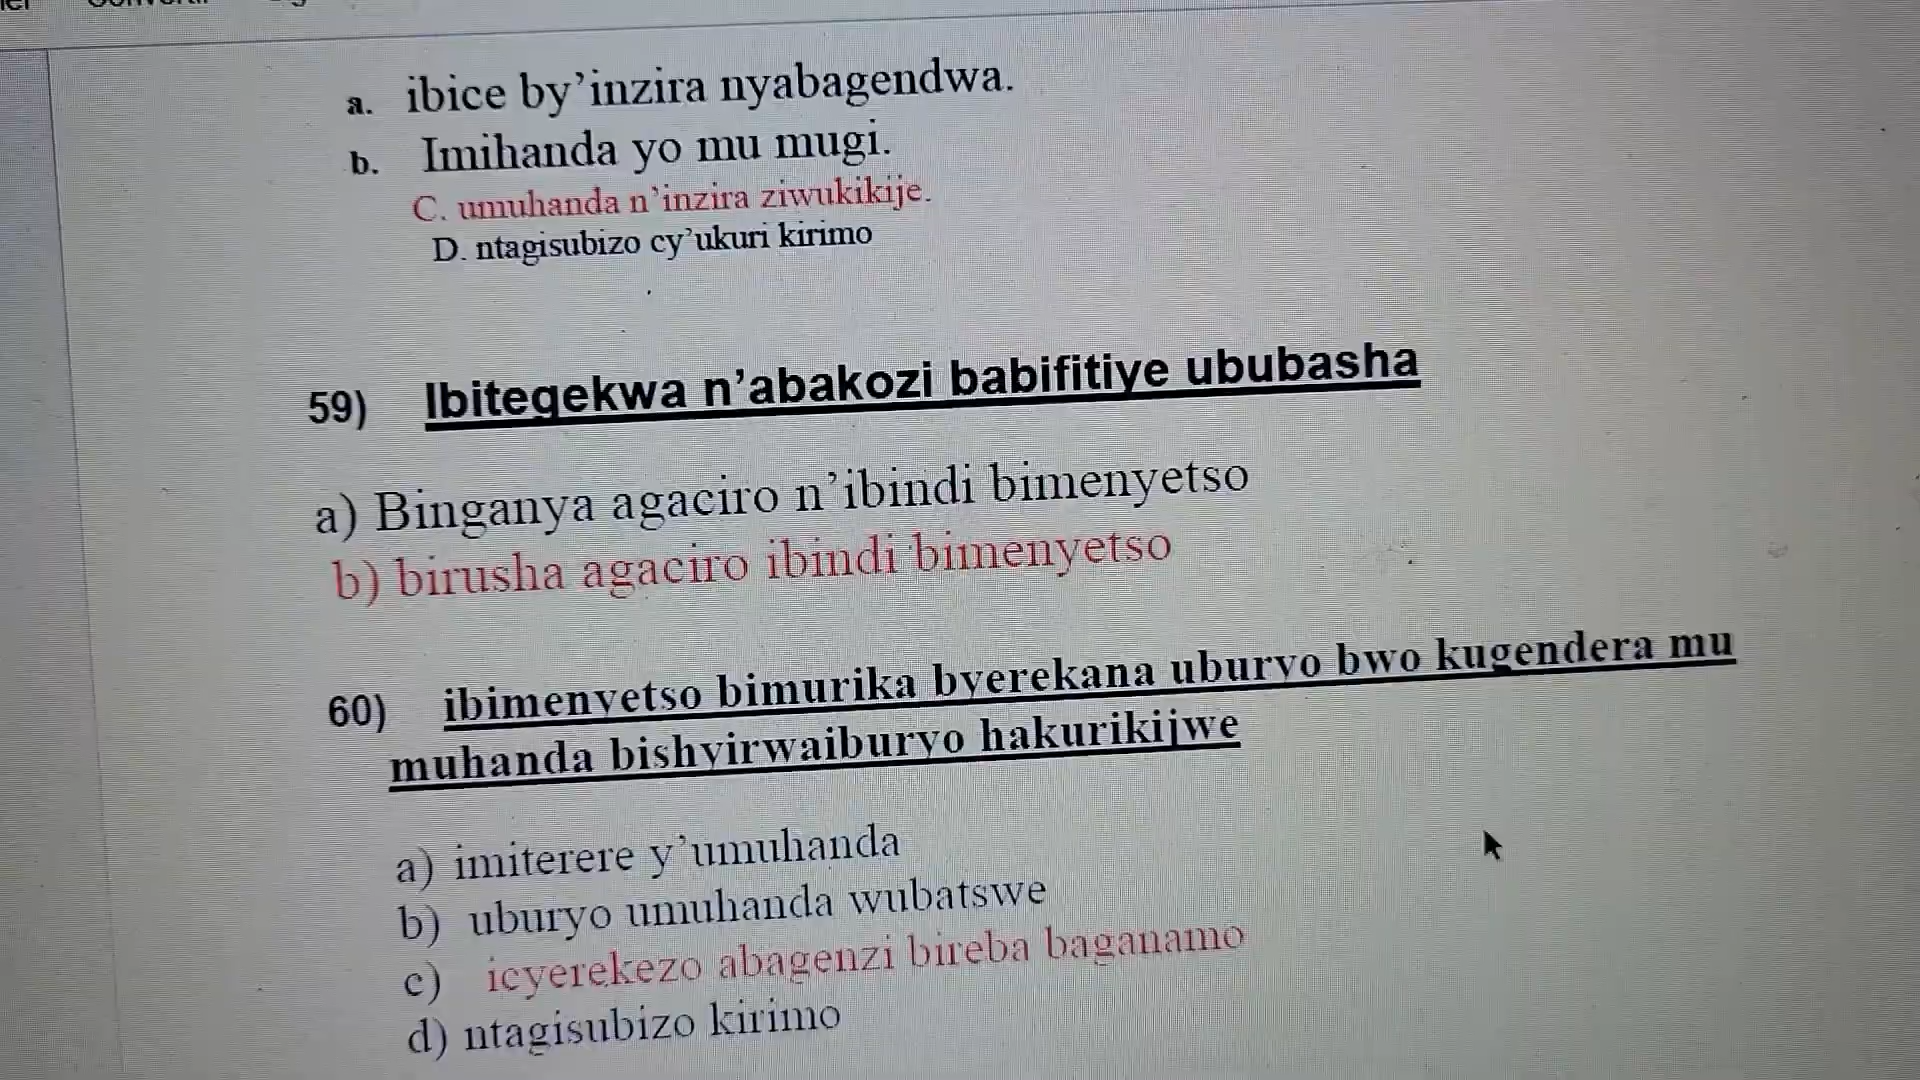 a. ibice by’inzira nyabagendwa.
b. Imihanda yo mu mugi.
C. umuhanda n’inzira ziwukikije.
D. ntagisubizo cy’ukuri kirimo
59) Ibitegekwa n’abakozi babifitiye ububasha
a) Binganya agaciro n’ibindi bimenyetso
b) birusha agaciro ibindi bimenyetso
60) ibimenyetso bimurika byerekana uburyo bwo kugendera mu
muhanda bishyirwaiburyo hakurikijwe
a) imiterere y’umuhanda
b) uburyo umuhanda wubatswe
c) icyerekezo abagenzi bireba baganamo
d) ntagisubizo kirimo